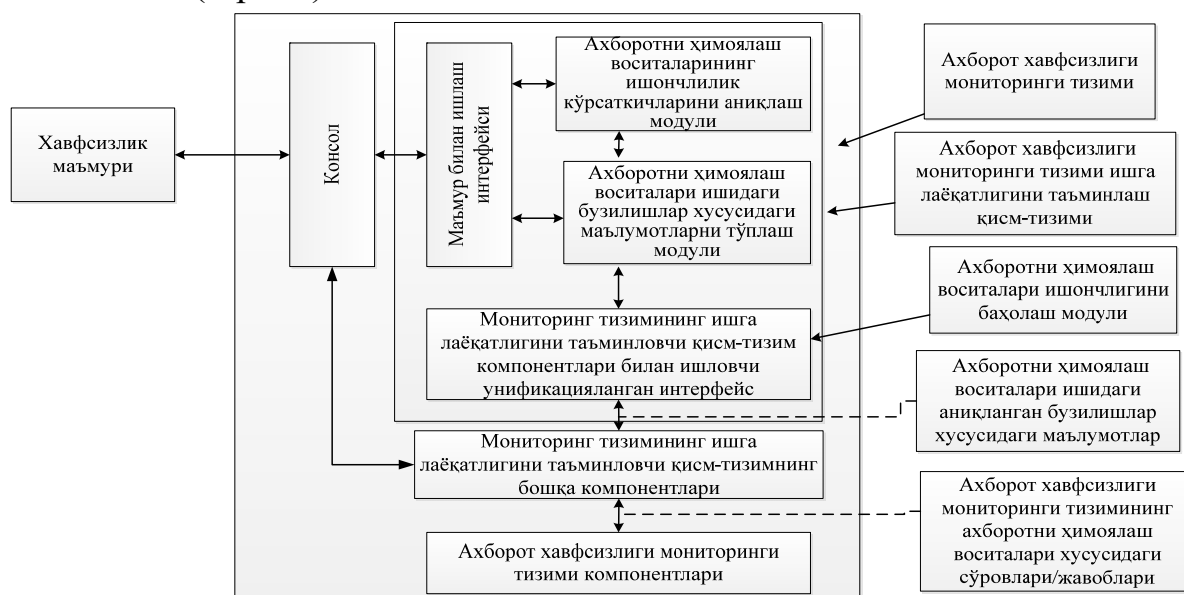 Хавфсизлик
маъмури
Консол
Маъмур билан ишлаш
интерфейси
Ахборотни ҳимоялаш
воситаларининг
ишончлилик
кўрсаткичларини аниқлаш
модули
Ахборотни ҳимоялаш
воситалари ишидаги
бузилишлар хусусидаги
маълумотларни тўплаш
модули
Мониторинг тизимининг ишга
лаёқатлигини таъминловчи қисм-тизим
компонентлари билан ишловчи
унификацияланган интерфейс
Мониторинг тизимининг ишга
лаёқатлигини таъминловчи қисм-тизимнинг
бошқа компонентлари
Ахборот хавфсизлиги мониторинги
тизими компонентлари
Ахборот хавфсизлиги
мониторинги тизими
Ахборот хавфсизлиги
мониторинги тизими ишга
лаёқатлигини таъминлаш
қисм-тизими
Ахборотни ҳимоялаш
воситалари ишончлигини
баҳолаш модули
Ахборотни ҳимоялаш
воситалари ишидаги
аниқланган бузилишлар
хусусидаги маълумотлар
Ахборот хавфсизлиги
мониторинги тизимининг
ахборотни ҳимоялаш
воситалари хусусидаги
сўровлари/жавоблари